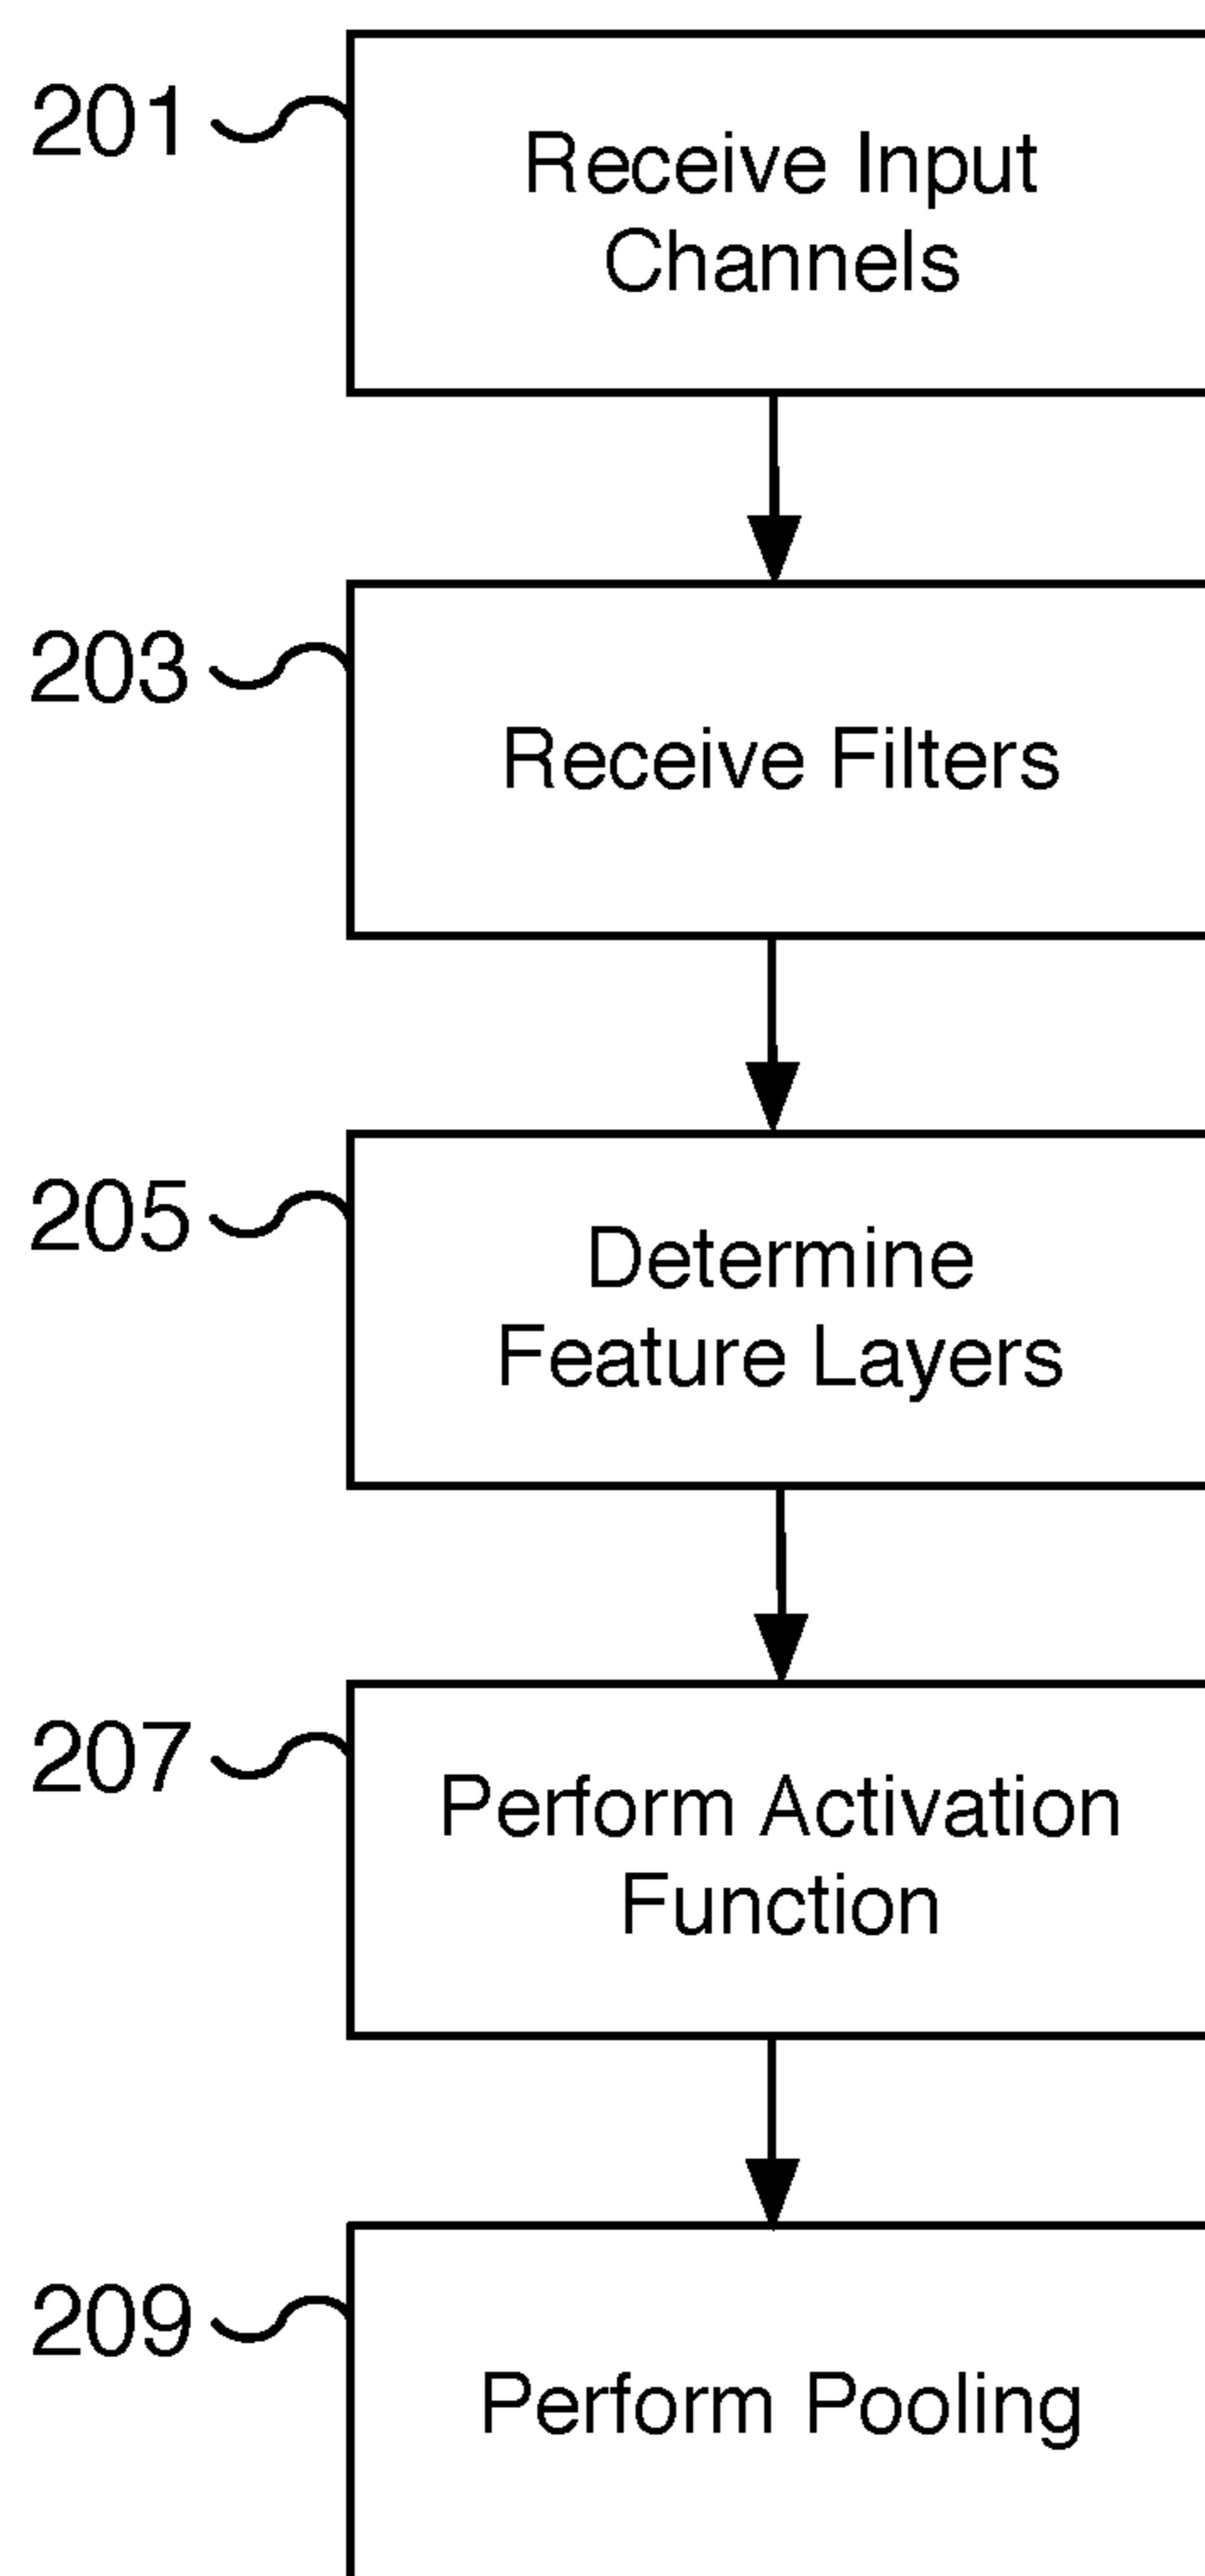 201
Receive Input
Channels
203
Receive Filters
205
Determine
Feature Layers
207
Perform Activation
Function
209
Perform Pooling